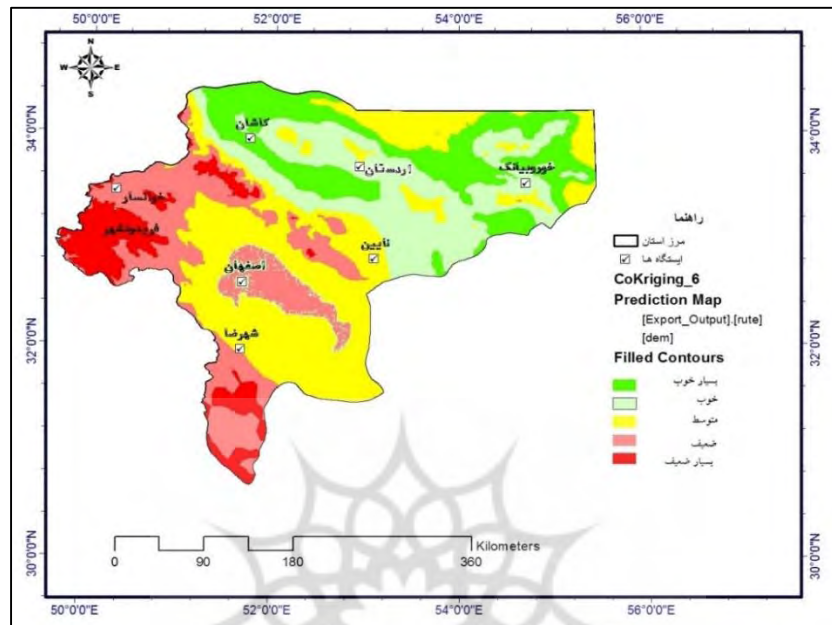 50°0'0"E 52°0'0"E 54°0'0"E 56°0'0"E
N
W E
S
34°0'0"N
32°0'0"N
30°0'0"N
34°0'0"N
32°0'0"N
30°0'0"N
کاشان
اردستان
خوروبیانک
خوانسار
فریدونشهر
نایین
اصفهان
شهرضا
راهنما
مرز استان
ایستگاه ها
CoKriging_6
Prediction Map
[Export_Output].[rute]
[dem]
Filled Contours
بسیار خوب
خوب
متوسط
ضعیف
بسیار ضعیف
Kilometers
0 90 180 360
50°0'0"E 52°0'0"E 54°0'0"E 56°0'0"E